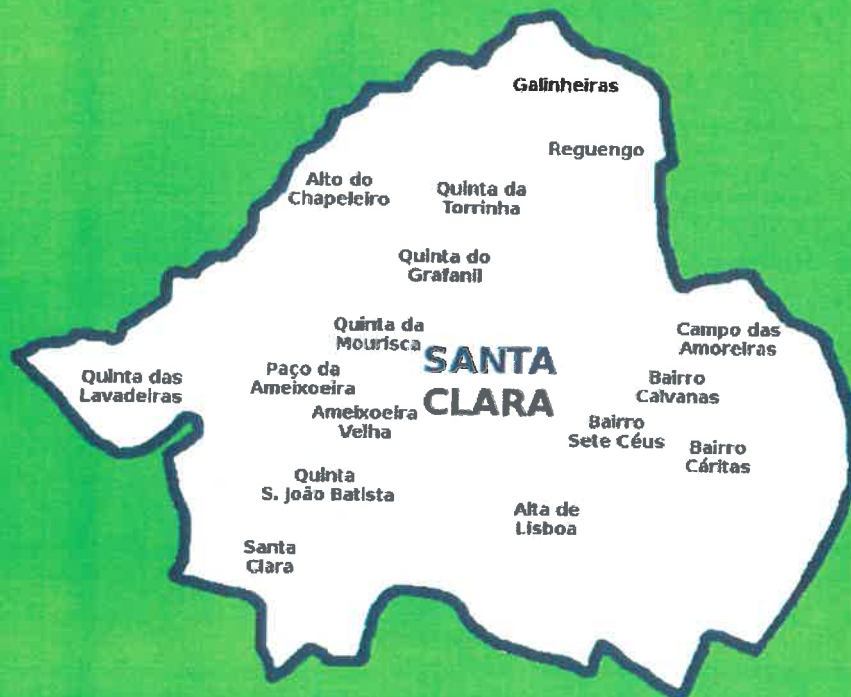 Galinheiras
Reguengo
Alto do
Chapeleiro
Quinta da
Torrinha
Quinta do
Grafanil
Quinta da
Mourisca
SANTA
CLARA
Campo das
Amoreiras
Quinta das
Lavadeiras
Paço da
Ameixoeira
Bairro
Calvanas
Ameixoeira
Velha
Bairro
Sete Céus
Bairro
Cáritas
Quinta
S. João Batista
Alta de
Lisboa
Santa
Clara